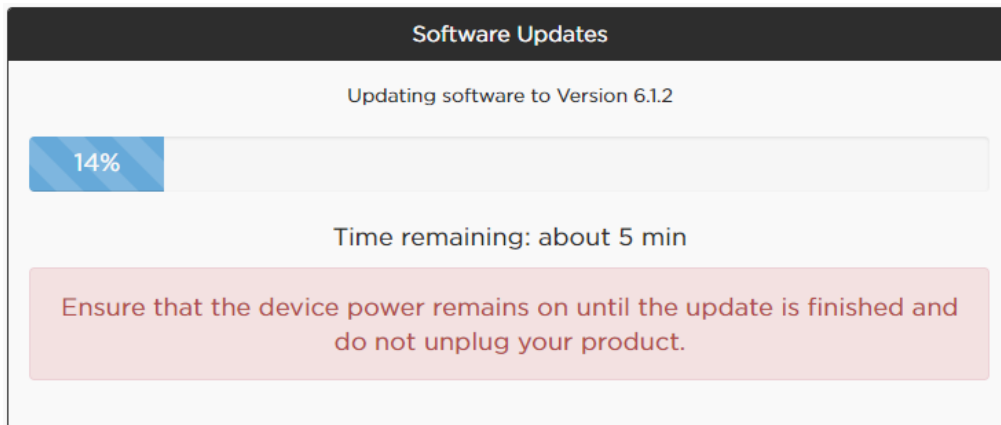 Software Updates
Updating software to Version 6.1.2
14%
Time remaining: about 5 min
Ensure that the device power remains on until the update is finished and
do not unplug your product.